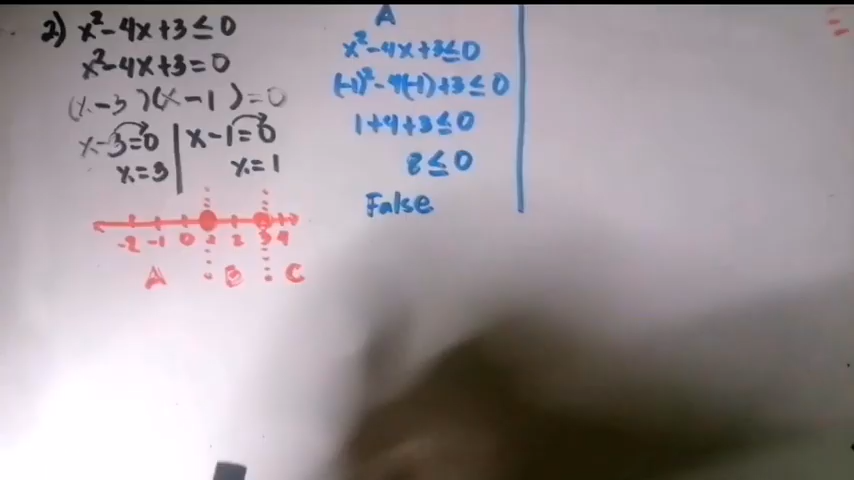 2) x² - 4x + 3 ≤ 0
x² - 4x + 3 = 0
(x - 3)(x - 1) = 0
x - 3 = 0 | x - 1 = 0
x = 3 | x = 1
-2 -1 0 1 2 3 4
A B C
A
x² - 4x + 3 ≤ 0
(-1)² - 4(-1) + 3 ≤ 0
1 + 4 + 3 ≤ 0
8 ≤ 0
False